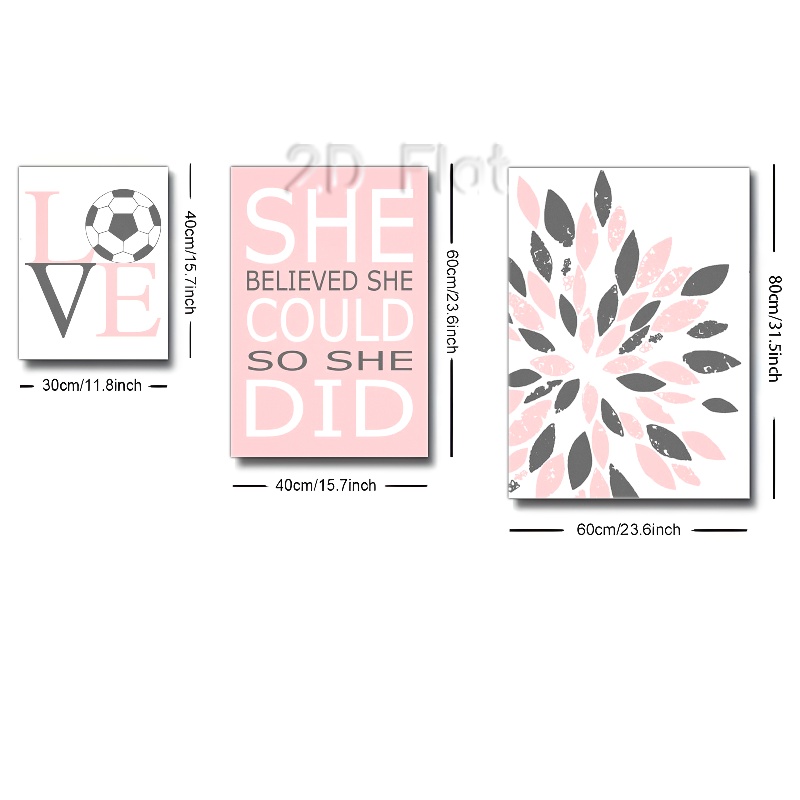 2D Flat
L
VE
40cm/15.7inch
30cm/11.8inch
SHE
BELIEVED SHE
COULD
SO SHE
DID
60cm/23.6inch
40cm/15.7inch
80cm/31.5inch
60cm/23.6inch